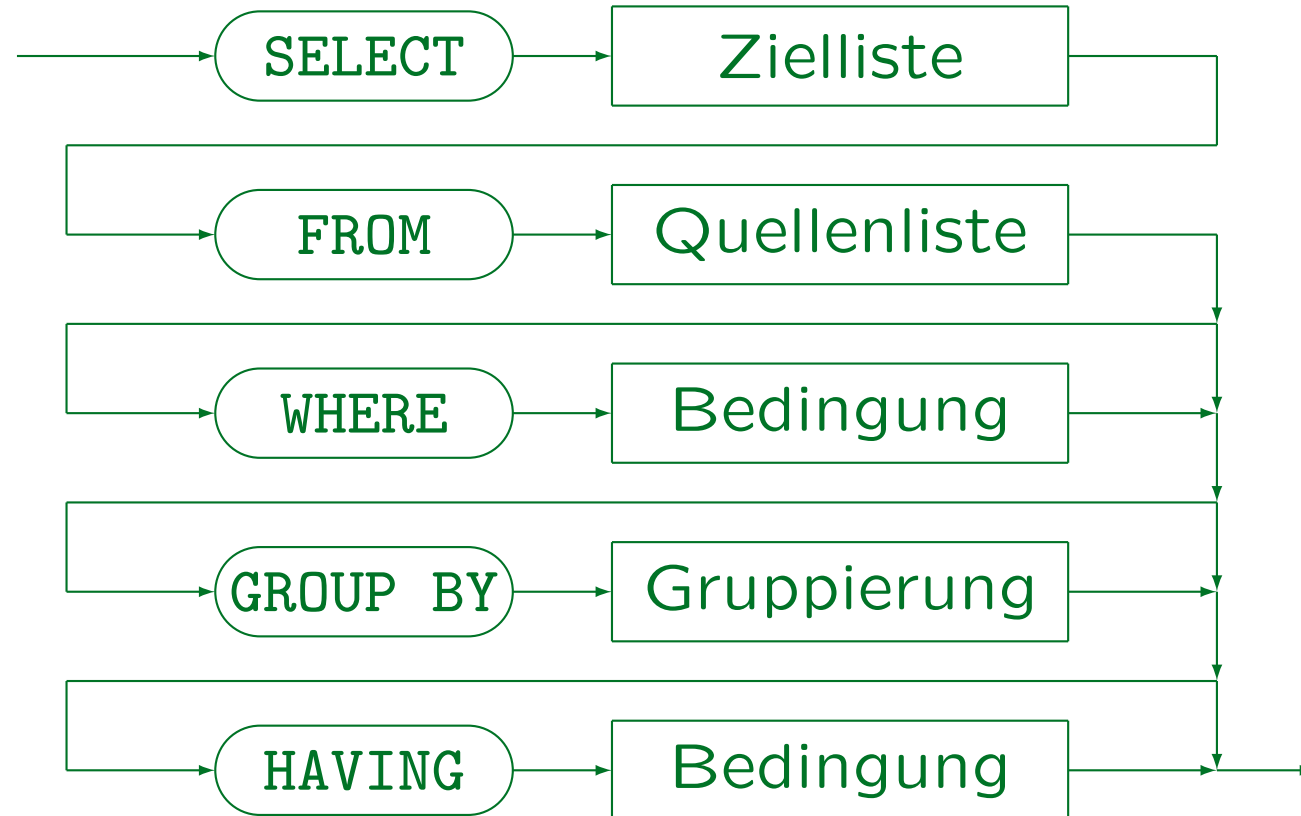 SELECT Zielliste
FROM Quellenliste
WHERE Bedingung
GROUP BY Gruppierung
HAVING Bedingung